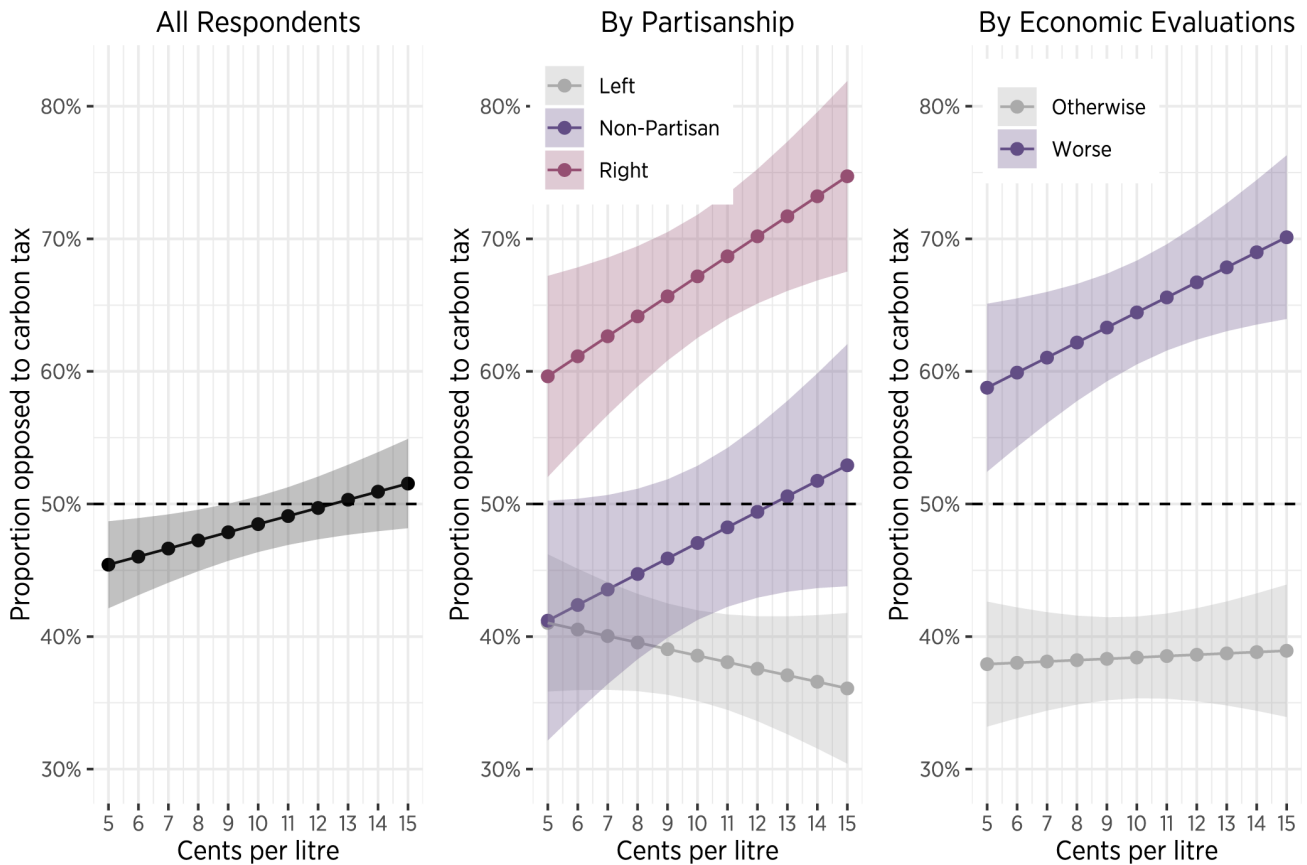 All Respondents
Proportion opposed to carbon tax
80%
70%
60%
50%
40%
30%
5 6 7 8 9 10 11 12 13 14 15
Cents per litre
By Partisanship
Left
Non-Partisan
Right
Proportion opposed to carbon tax
80%
70%
60%
50%
40%
30%
5 6 7 8 9 10 11 12 13 14 15
Cents per litre
By Economic Evaluations
Otherwise
Worse
Proportion opposed to carbon tax
80%
70%
60%
50%
40%
30%
5 6 7 8 9 10 11 12 13 14 15
Cents per litre